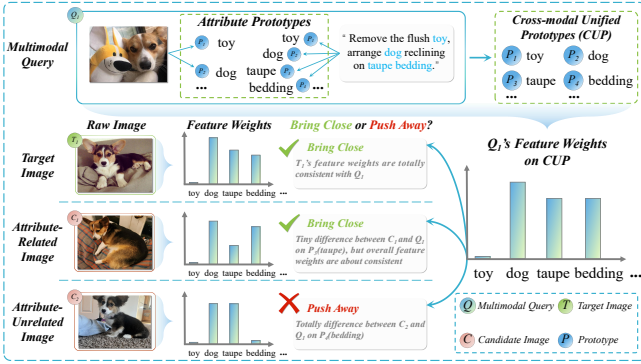 Q1
Multimodal Query
Attribute Prototypes
P1 toy
P2 dog
...
toy P1
dog P2
taupe P3
bedding P4
...
" Remove the flush toy,
arrange dog reclining
on taupe bedding."
Cross-modal Unified
Prototypes (CUP)
P1 toy P2 dog
P3 taupe P4 bedding
... ...
Raw Image
Feature Weights
Bring Close or Push Away?
Target
Image
T1
toy dog taupe bedding ...
Bring Close
T1's feature weights are totally
consistent with Q1
Attribute-
Related
Image
C1
toy dog taupe bedding ...
Bring Close
Tiny difference between C1 and Q1
on P3(taupe), but overall feature
weights are about consistent
Attribute-
Unrelated
Image
C2
toy dog taupe bedding ...
Push Away
Totally difference between C2 and
Q1 on P4(bedding)
Q1's Feature Weights
on CUP
toy dog taupe bedding ...
Q Multimodal Query T Target Image
C Candidate Image P Prototype